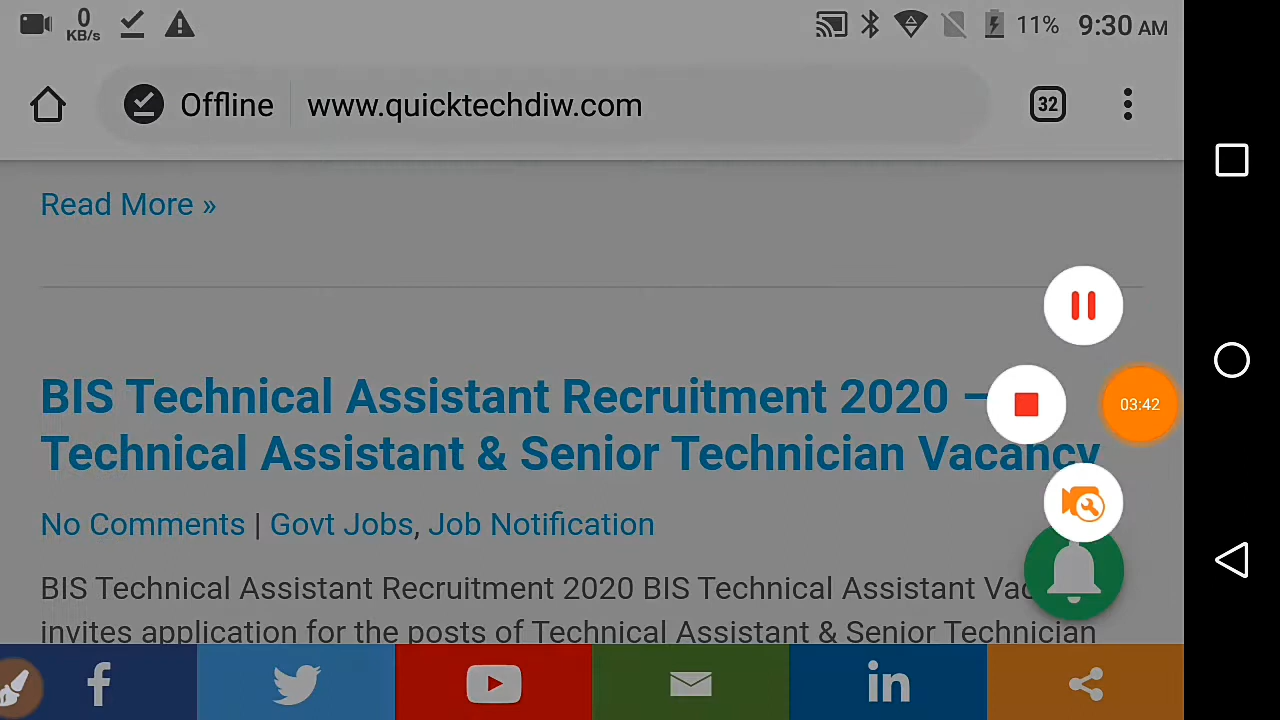 0 KB/s 11% 9:30 AM
Offline www.quicktechdiw.com 32
Read More »
BIS Technical Assistant Recruitment 2020 –
Technical Assistant & Senior Technician Vacancy
03:42
No Comments | Govt Jobs, Job Notification
BIS Technical Assistant Recruitment 2020 BIS Technical Assistant
invites application for the posts of Technical Assistant & Senior Technician
f in